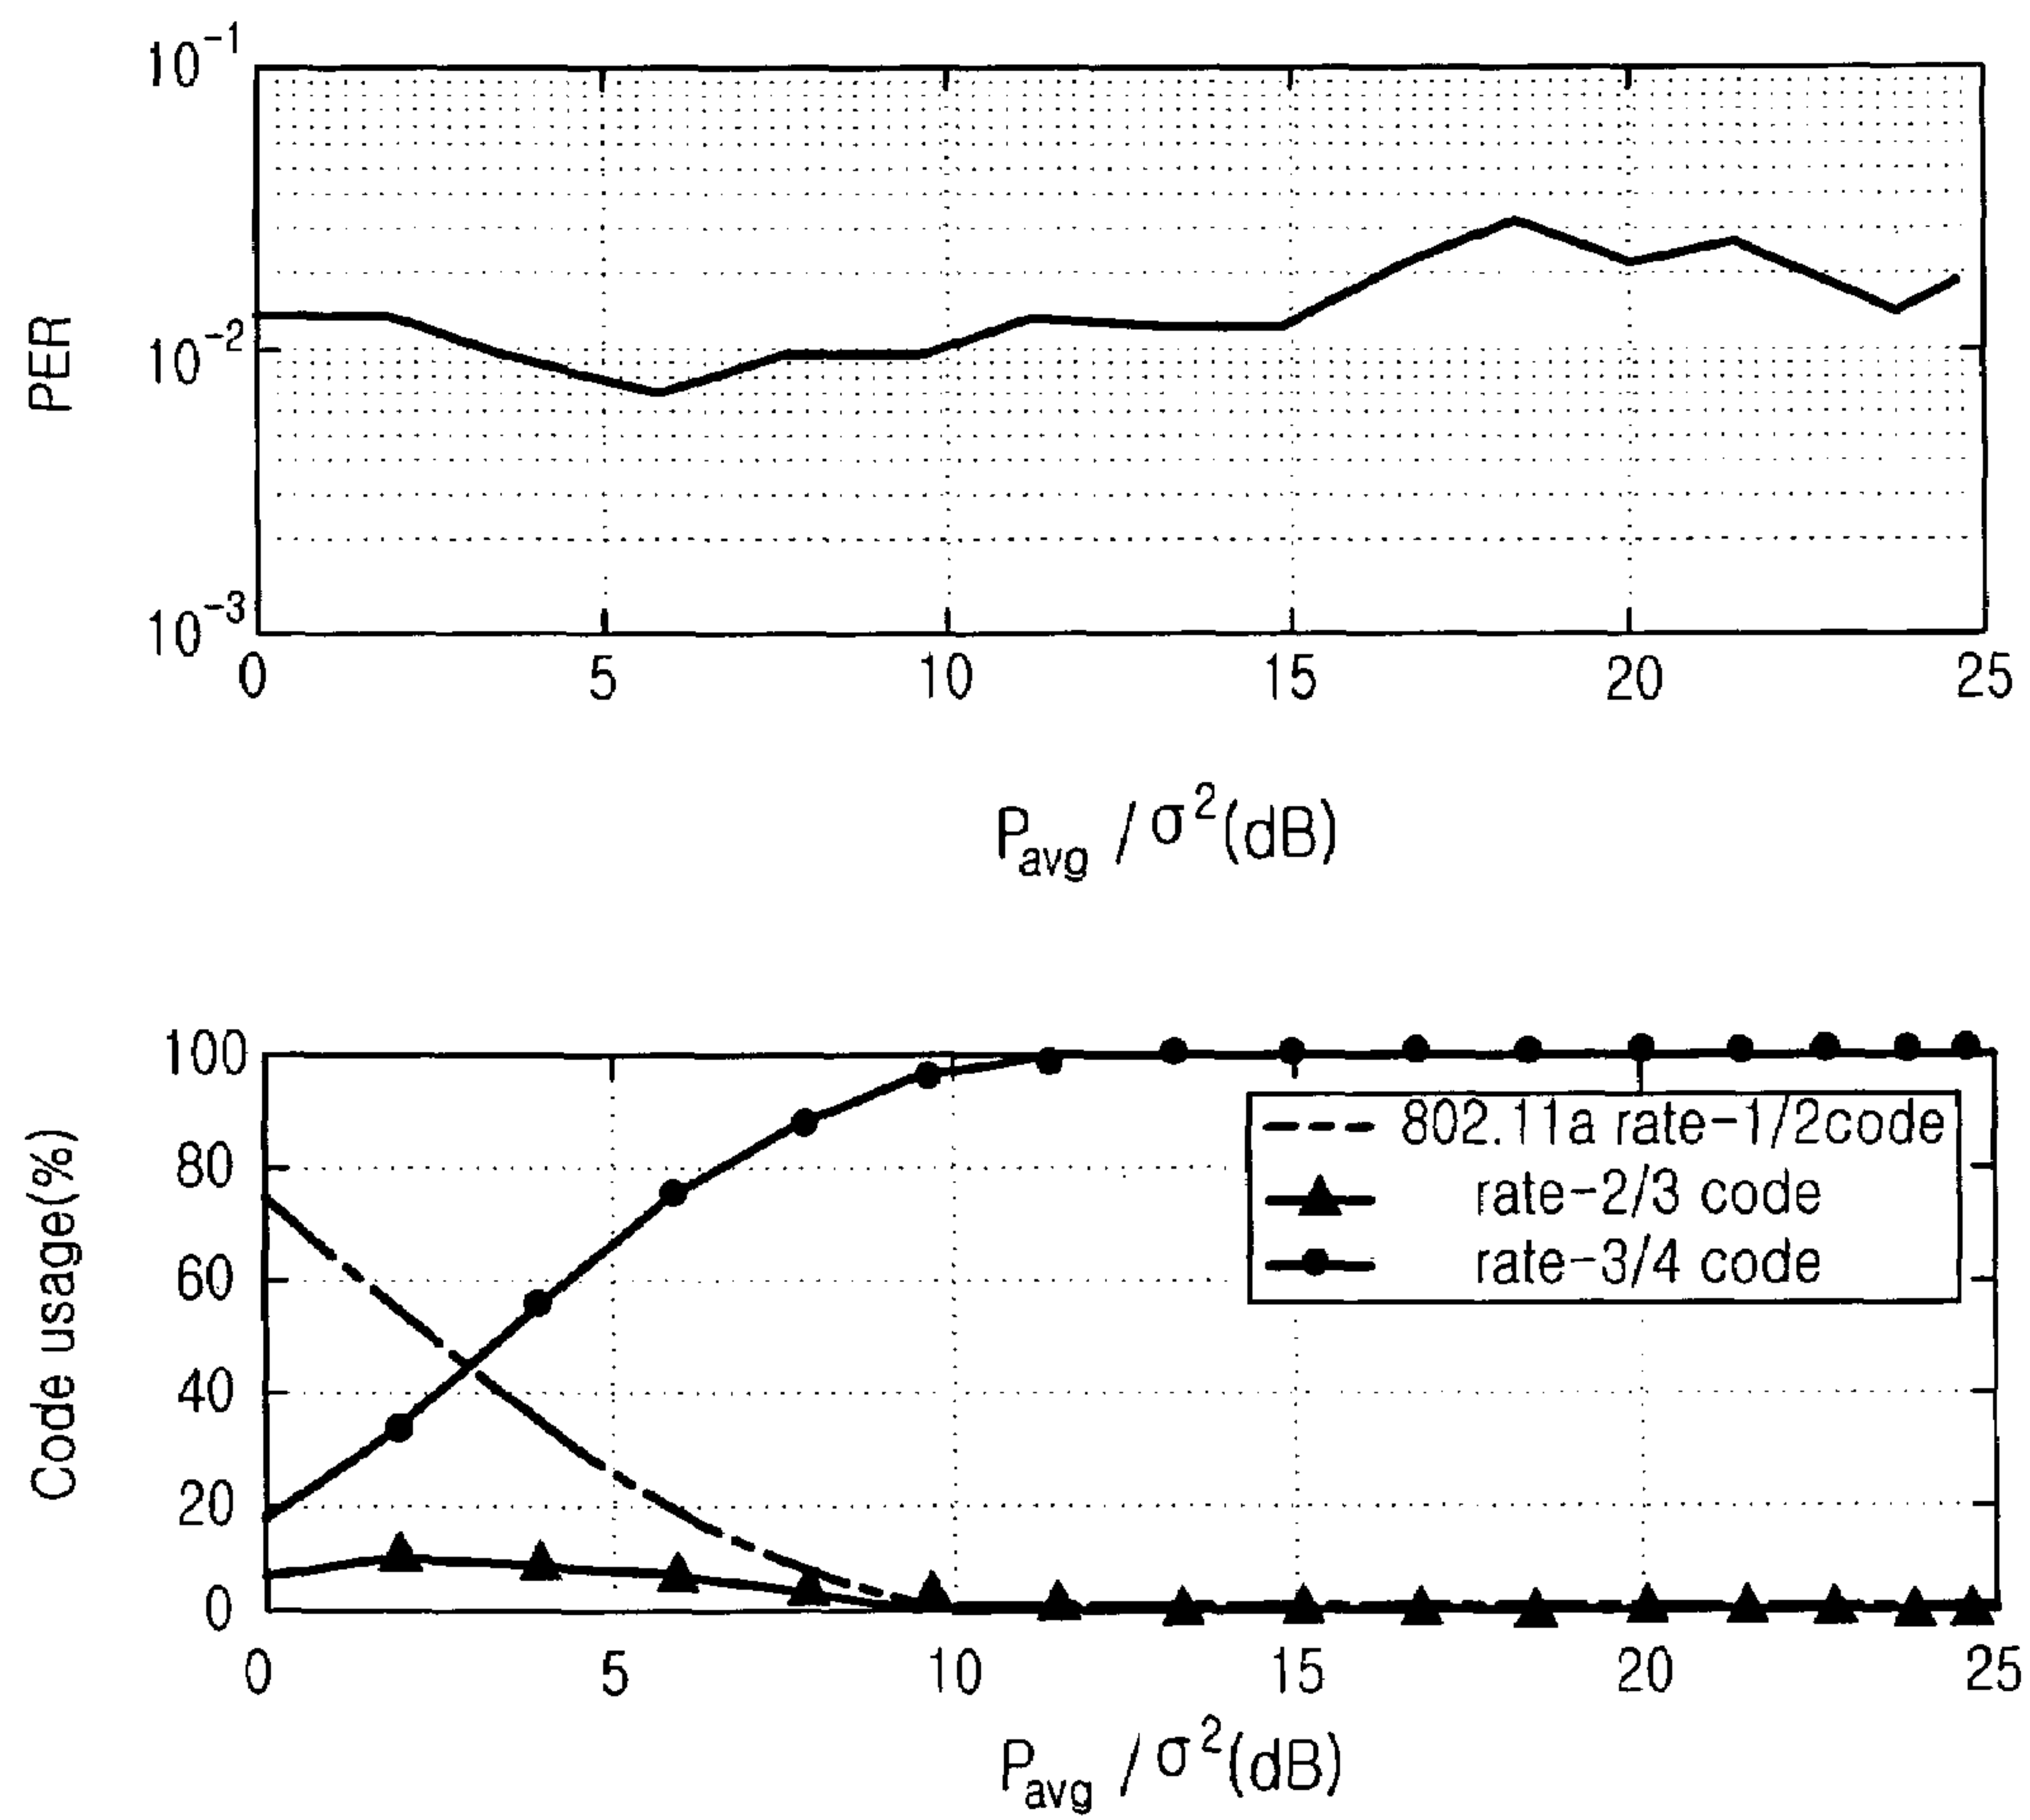 10⁻¹
10⁻²
10⁻³
PER
0 5 10 15 20 25
P_avg / σ²(dB)
100
80
60
40
20
0
Code usage(%)
802.11a rate-1/2code
rate-2/3 code
rate-3/4 code
0 5 10 15 20 25
P_avg / σ²(dB)